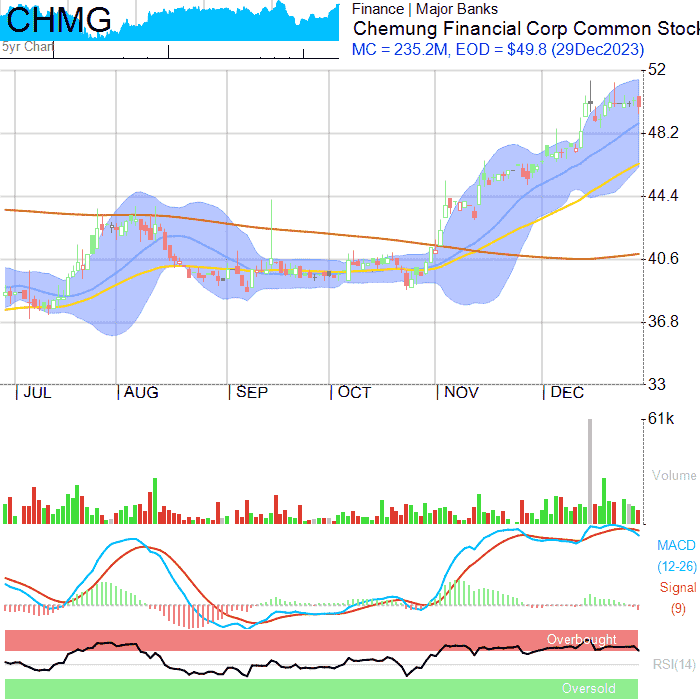 CHMG
Finance | Major Banks
Chemung Financial Corp Common Stock
5yr Chart
MC = 235.2M, EOD = $49.8 (29Dec2023)
52
48.2
44.4
40.6
36.8
33
JUL AUG SEP OCT NOV DEC
61k
Volume
MACD
(12-26)
Signal
(9)
Overbought
RSI(14)
Oversold